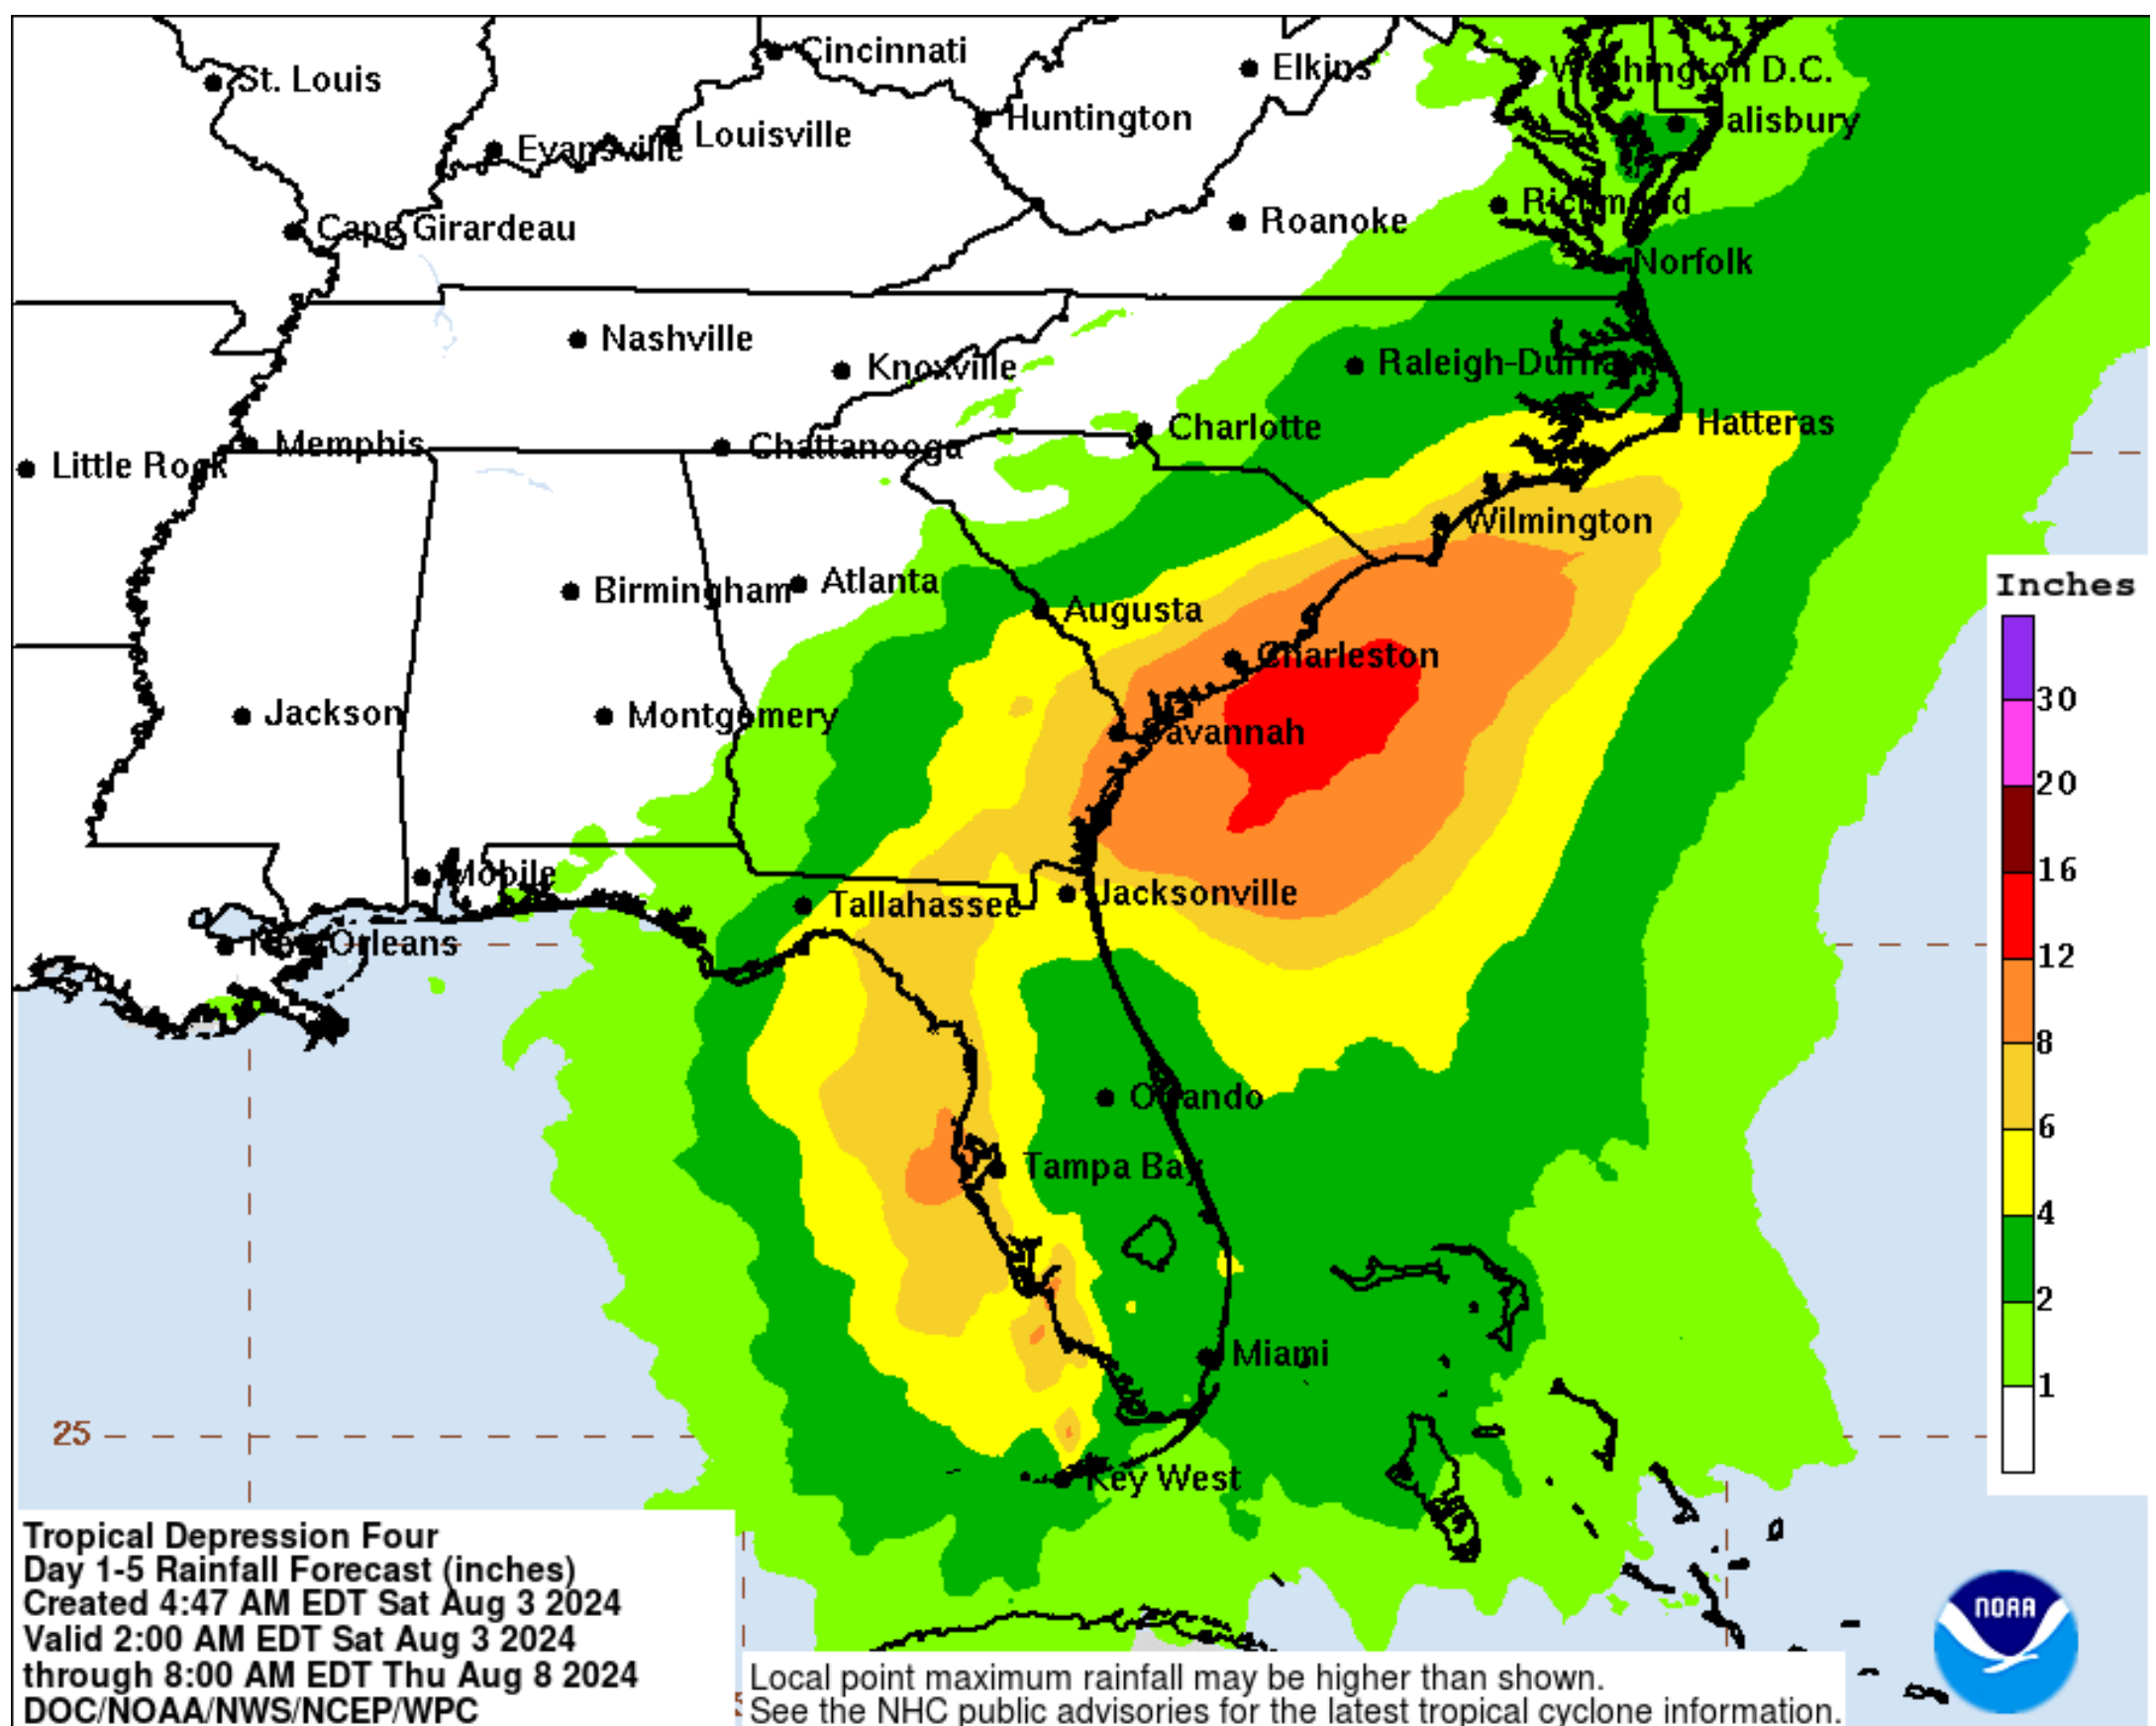 Cincinnati
Elkins
Washington D.C.
St. Louis
Huntington
Salisbury
Louisville
Evansville
Richmond
Roanoke
Cape Girardeau
Norfolk
Nashville
Raleigh-Durham
Knoxville
Hatteras
Charlotte
Memphis
Chattanooga
Little Rock
Wilmington
Atlanta
Birmingham
Inches
Augusta
Charleston
30
Jackson
Montgomery
Savannah
20
16
Mobile
Jacksonville
Tallahassee
New Orleans
12
8
Orlando
6
Tampa Bay
4
2
Miami
1
25
Key West
Tropical Depression Four
Day 1-5 Rainfall Forecast (inches)
Created 4:47 AM EDT Sat Aug 3 2024
Valid 2:00 AM EDT Sat Aug 3 2024
through 8:00 AM EDT Thu Aug 8 2024
DOC/NOAA/NWS/NCEP/WPC
NOAA
Local point maximum rainfall may be higher than shown.
See the NHC public advisories for the latest tropical cyclone information.